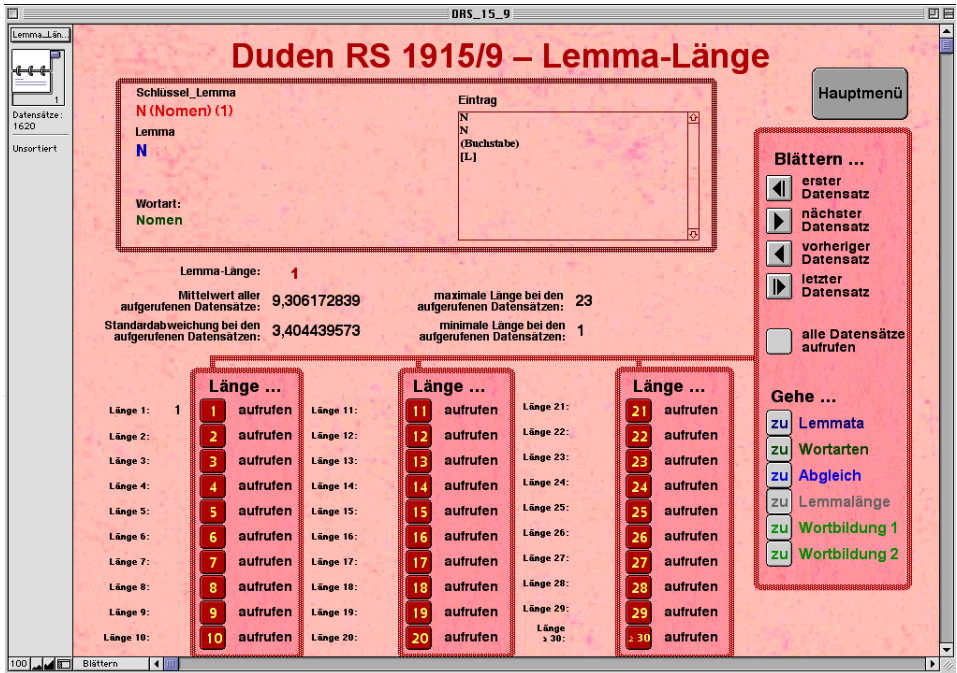 DRS_15_9
Lemma_Län...
1
Datensätze:
1620
Unsortiert
Duden RS 1915/9 – Lemma-Länge
Schlüssel_Lemma
N (Nomen) (1)
Lemma
N
Wortart:
Nomen
Eintrag
N
N
(Buchstabe)
[L]
Hauptmenü
Lemma-Länge: 1
Mittelwert aller
aufgerufenen Datensätze: 9,306172839
maximale Länge bei den
aufgerufenen Datensätzen: 23
Standardabweichung bei den
aufgerufenen Datensätzen: 3,404439573
minimale Länge bei den
aufgerufenen Datensätzen: 1
Blättern ...
erster
Datensatz
nächster
Datensatz
vorheriger
Datensatz
letzter
Datensatz
alle Datensätze
aufrufen
Gehe ...
zu Lemmata
zu Wortarten
zu Abgleich
zu Lemmalänge
zu Wortbildung 1
zu Wortbildung 2
Länge ...
Länge 1: 1 1 aufrufen
Länge 2: 2 aufrufen
Länge 3: 3 aufrufen
Länge 4: 4 aufrufen
Länge 5: 5 aufrufen
Länge 6: 6 aufrufen
Länge 7: 7 aufrufen
Länge 8: 8 aufrufen
Länge 9: 9 aufrufen
Länge 10: 10 aufrufen
Länge ...
Länge 11: 11 aufrufen
Länge 12: 12 aufrufen
Länge 13: 13 aufrufen
Länge 14: 14 aufrufen
Länge 15: 15 aufrufen
Länge 16: 16 aufrufen
Länge 17: 17 aufrufen
Länge 18: 18 aufrufen
Länge 19: 19 aufrufen
Länge 20: 20 aufrufen
Länge ...
Länge 21: 21 aufrufen
Länge 22: 22 aufrufen
Länge 23: 23 aufrufen
Länge 24: 24 aufrufen
Länge 25: 25 aufrufen
Länge 26: 26 aufrufen
Länge 27: 27 aufrufen
Länge 28: 28 aufrufen
Länge 29: 29 aufrufen
Länge
≥ 30: ≥ 30 aufrufen
100
Blättern